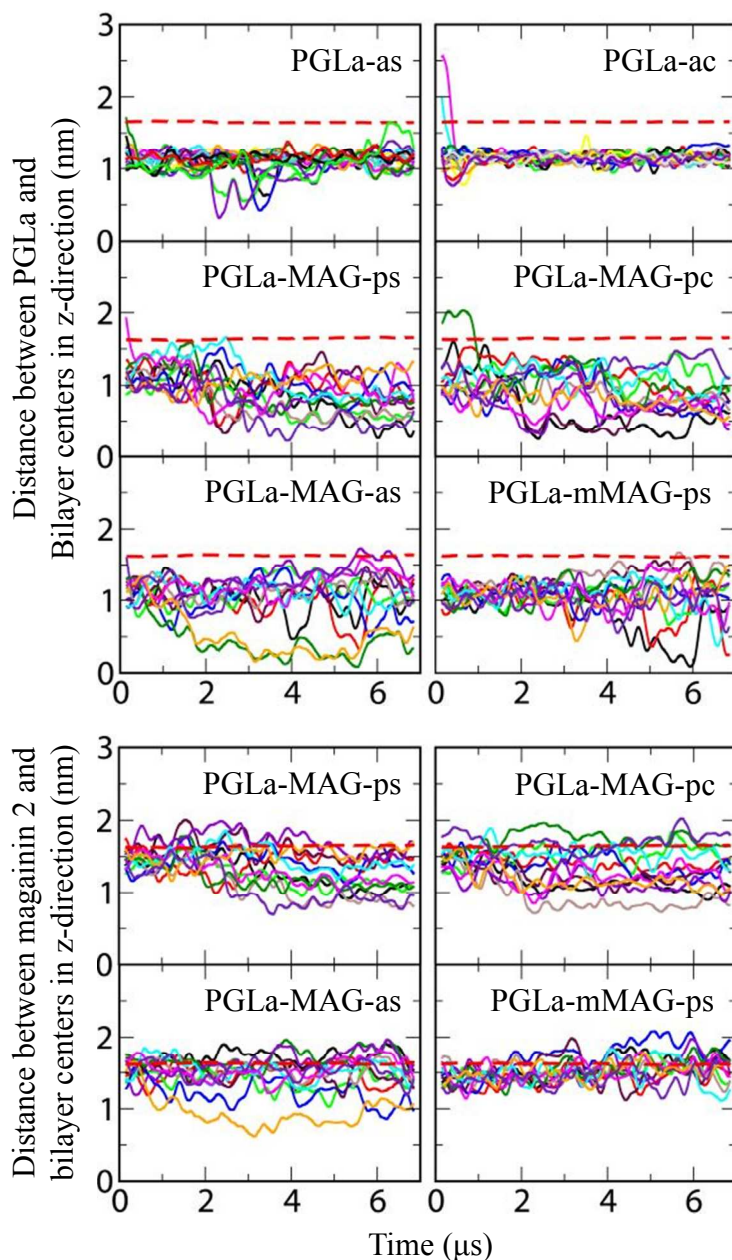 Distance between PGLa and
Bilayer centers in z-direction (nm)
3
2
1
0
PGLa-as
PGLa-ac
2
1
0
PGLa-MAG-ps
PGLa-MAG-pc
2
1
0
PGLa-MAG-as
PGLa-mMAG-ps
0 2 4 6 0 2 4 6
Distance between magainin 2 and
bilayer centers in z-direction (nm)
3
2
1
0
PGLa-MAG-ps
PGLa-MAG-pc
2
1
0
PGLa-MAG-as
PGLa-mMAG-ps
0 2 4 6 0 2 4 6
Time (μs)